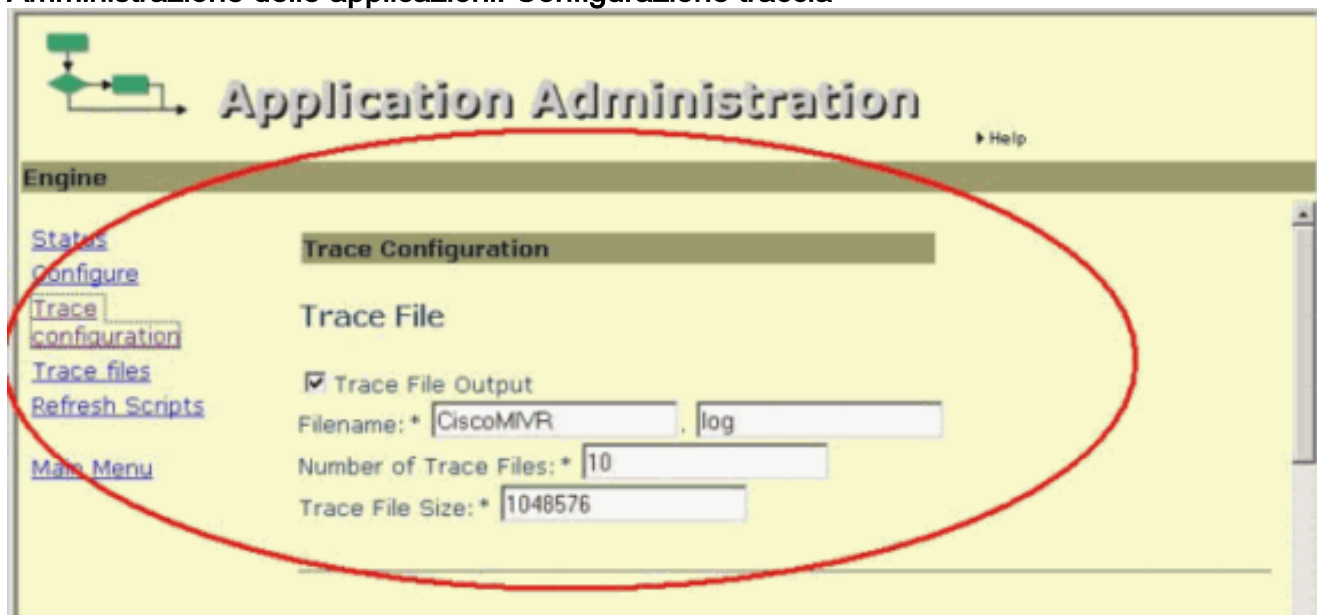 Amministrazione delle applicazioni: Configurazione traccia
Application Administration
Help
Engine
Status
Configure
Trace
configuration
Trace files
Refresh Scripts
Main Menu
Trace Configuration
Trace File
Trace File Output
Filename: * CiscoMIVR . log
Number of Trace Files: * 10
Trace File Size: * 1048576